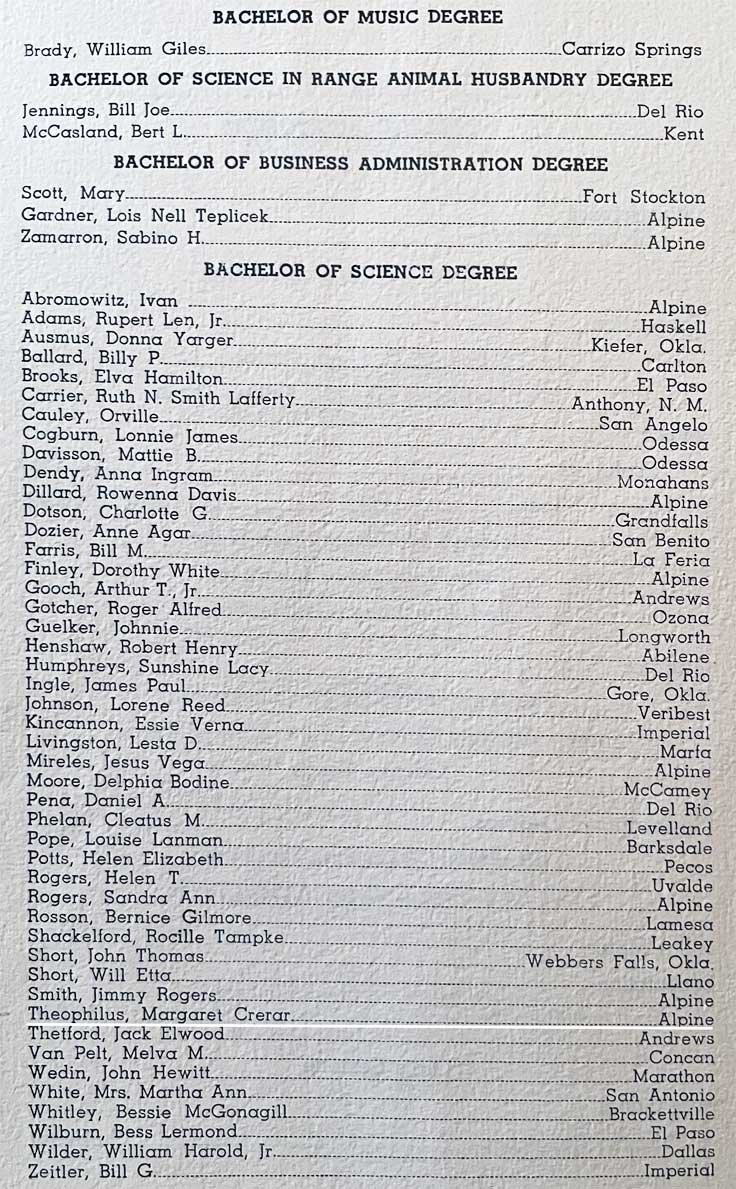 BACHELOR OF MUSIC DEGREE
Brady, William Giles Carrizo Springs
BACHELOR OF SCIENCE IN RANGE ANIMAL HUSBANDRY DEGREE
Jennings, Bill Joe Del Rio
McCasland, Bert L. Kent
BACHELOR OF BUSINESS ADMINISTRATION DEGREE
Scott, Mary Fort Stockton
Gardner, Lois Nell Teplicek Alpine
Zamarron, Sabino H. Alpine
BACHELOR OF SCIENCE DEGREE
Abromowitz, Ivan Alpine
Adams, Rupert Len, Jr. Haskell
Ausmus, Donna Yarger Kiefer, Okla.
Ballard, Billy P. Carlton
Brooks, Elva Hamilton El Paso
Carrier, Ruth N. Smith Lafferty Anthony, N. M.
Cauley, Orville San Angelo
Cogburn, Lonnie James Odessa
Davisson, Mattie B. Odessa
Dendy, Anna Ingram Monahans
Dillard, Rowenna Davis Alpine
Dotson, Charlotte G. Grandfalls
Dozier, Anne Agar San Benito
Farris, Bill M. La Feria
Finley, Dorothy White Alpine
Gooch, Arthur T., Jr. Andrews
Gotcher, Roger Alfred Ozona
Guelker, Johnnie Longworth
Henshaw, Robert Henry Abilene
Humphreys, Sunshine Lacy Del Rio
Ingle, James Paul Gore, Okla.
Johnson, Lorene Reed Veribest
Kincannon, Essie Verna Imperial
Livingston, Lesta D. Marfa
Mireles, Jesus Vega Alpine
Moore, Delphia Bodine McCamey
Pena, Daniel A. Del Rio
Phelan, Cleatus M. Levelland
Pope, Louise Lanman Barksdale
Potts, Helen Elizabeth Pecos
Rogers, Helen T. Uvalde
Rogers, Sandra Ann Alpine
Rosson, Bernice Gilmore Lamesa
Shackelford, Rocille Tampke Leakey
Short, John Thomas Webbers Falls, Okla.
Short, Will Etta Llano
Smith, Jimmy Rogers Alpine
Theophilus, Margaret Crerar Alpine
Thetford, Jack Elwood Andrews
Van Pelt, Melva M. Concan
Wedin, John Hewitt Marathon
White, Mrs. Martha Ann San Antonio
Whitley, Bessie McGonagill Brackettville
Wilburn, Bess Lermond El Paso
Wilder, William Harold, Jr. Dallas
Zeitler, Bill G. Imperial